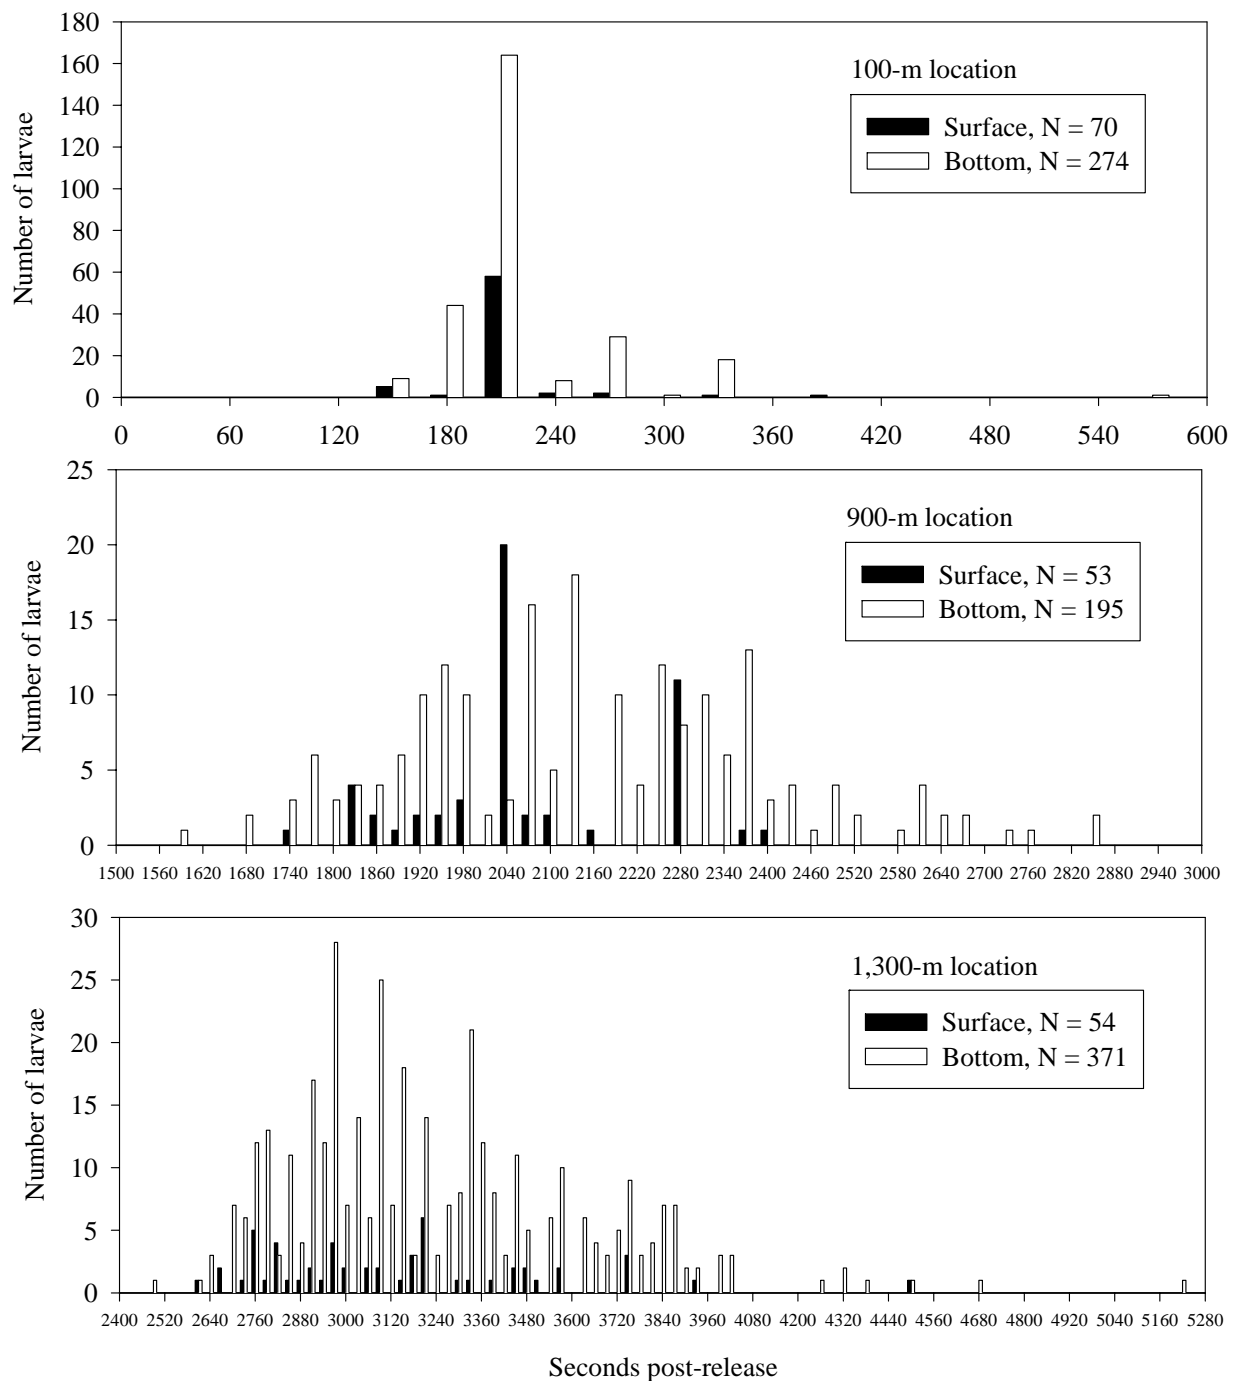 180
160
140
120
100
80
60
40
20
0
Number of larvae
100-m location
Surface, N = 70
Bottom, N = 274
0 60 120 180 240 300 360 420 480 540 600
25
20
15
10
5
0
Number of larvae
900-m location
Surface, N = 53
Bottom, N = 195
1500 1560 1620 1680 1740 1800 1860 1920 1980 2040 2100 2160 2220 2280 2340 2400 2460 2520 2580 2640 2700 2760 2820 2880 2940 3000
30
25
20
15
10
5
0
Number of larvae
1,300-m location
Surface, N = 54
Bottom, N = 371
2400 2520 2640 2760 2880 3000 3120 3240 3360 3480 3600 3720 3840 3960 4080 4200 4320 4440 4560 4680 4800 4920 5040 5160 5280
Seconds post-release